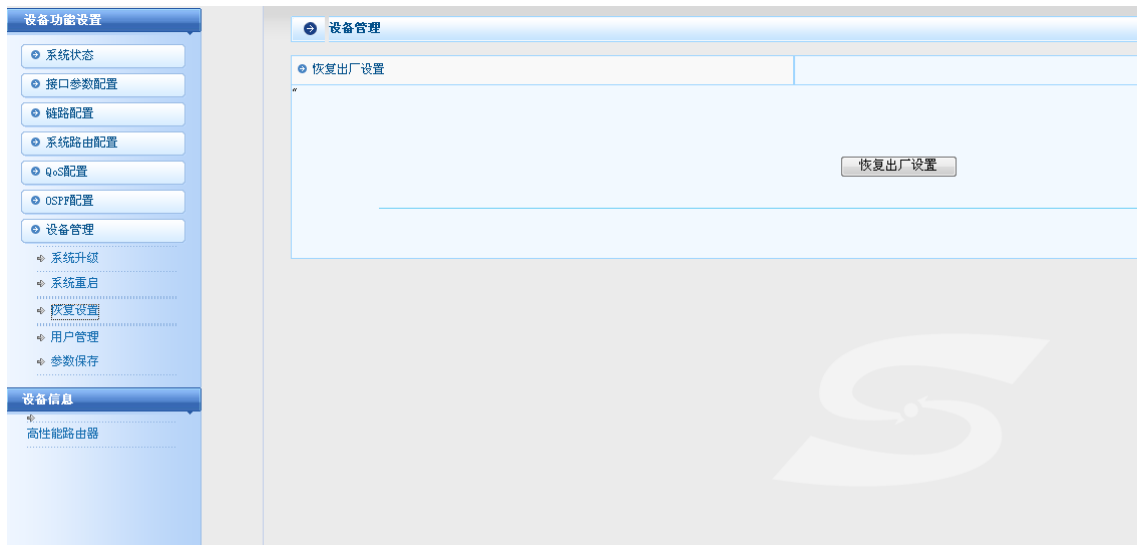 设备功能设置
系统状态
接口参数配置
链路配置
系统路由配置
QoS配置
OSPF配置
设备管理
系统升级
系统重启
恢复设置
用户管理
参数保存
设备信息
高性能路由器
设备管理
恢复出厂设置
“
恢复出厂设置